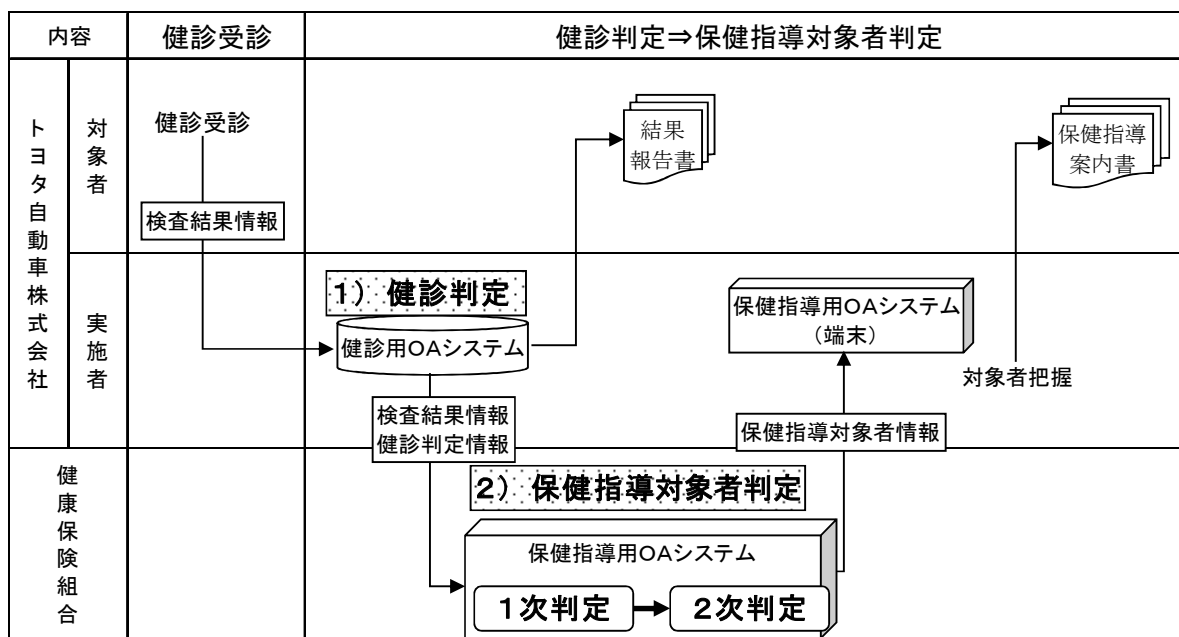 内容
健診受診
健診判定⇒保健指導対象者判定
トヨタ自動車株式会社
対象者
健診受診
検査結果情報
結果
報告書
保健指導
案内書
実施者
1) 健診判定
健診用OAシステム
検査結果情報
健診判定情報
保健指導用OAシステム
(端末)
保健指導対象者情報
対象者把握
健康保険組合
2) 保健指導対象者判定
保健指導用OAシステム
1次判定
2次判定